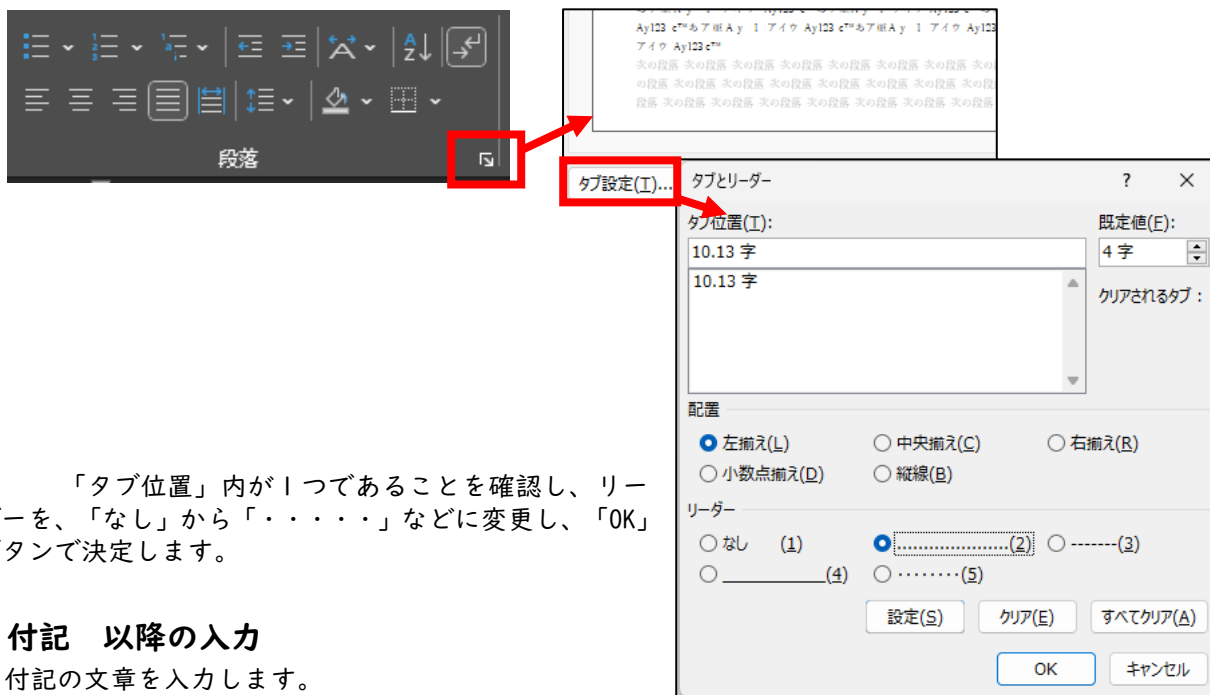 段落
Ay123 c™あア亜Ay 1 アイウ Ay123 c™あア亜Ay 1 アイウ Ay123
アイウ Ay123 c™
次の段落 次の段落 次の段落 次の段落 次の段落 次の段落 次の段落
の段落 次の段落 次の段落 次の段落 次の段落 次の段落 次の段落
段落 次の段落 次の段落 次の段落 次の段落 次の段落 次の段落
タブ設定(T)...
タブとリーダー ? ×
タブ位置(T): 既定値(F):
10.13 字 4 字
10.13 字
クリアされるタブ:
配置
左揃え(L) 中央揃え(C) 右揃え(R)
小数点揃え(D) 縦線(B)
リーダー
なし (1) .....................(2) -------(3)
____________(4) ········(5)
設定(S) クリア(E) すべてクリア(A)
OK キャンセル
「タブ位置」内が1つであることを確認し、リー
ダーを、「なし」から「・・・・・」などに変更し、「OK」
ボタンで決定します。
付記 以降の入力
付記の文章を入力します。